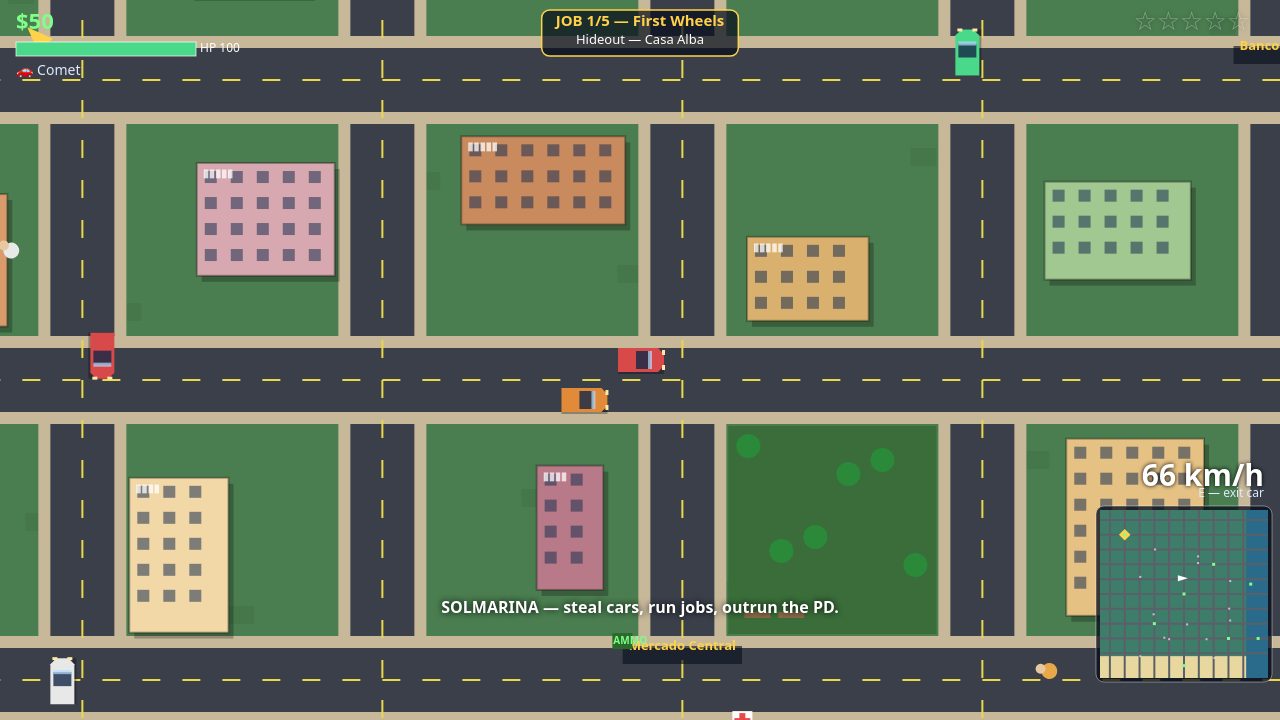 $50
HP 100
Comet
JOB 1/5 — First Wheels
Hideout — Casa Alba
☆☆☆☆☆
Banco
66 km/h
E — exit car
SOLMARINA — steal cars, run jobs, outrun the PD.
AMMO
Mercado Central